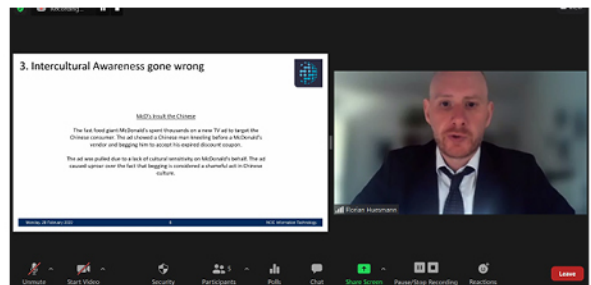 Recording...
3. Intercultural Awareness gone wrong
McD's Insult the Chinese
The fast food giant McDonald's spent thousands on a new TV ad to target the
Chinese consumer. The ad showed a Chinese man kneeling before a McDonald's
vendor and begging him to accept his expired discount coupon.
The ad was pulled due to a lack of cultural sensitivity on McDonald's behalf. The ad
caused uproar over the fact that begging is considered a shameful act in Chinese
culture.
Monday, 28 February 2022
Information Technology
Florian Husmann
Unmute
Start Video
Security
Participants
Polls
Chat
Share Screen
Pause/Stop Recording
Reactions
Leave